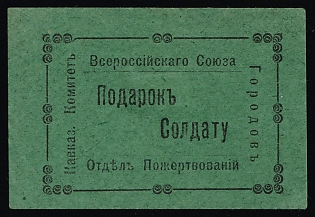 Кавказ. Комитетъ
Всероссійскаго Союза
Городовъ
Подарокъ
Солдату
Отдѣлъ Пожертвованій